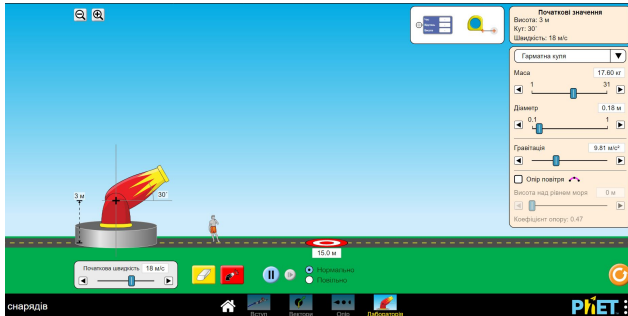 Початкові значення
Висота: 3 м
Кут: 30˚
Швидкість: 18 м/с
Гарматна куля
Маса 17.60 кг
1 31
Діаметр 0.18 м
0.1 1
Гравітація 9.81 м/с²
Опір повітря
Висота над рівнем моря 0 м
Коефіцієнт опору: 0.47
3 м
30˚
15.0 м
Початкова швидкість 18 м/с
Нормально
Повільно
снарядів
Вступ
Вектори
Опір
Лабораторія
PhET